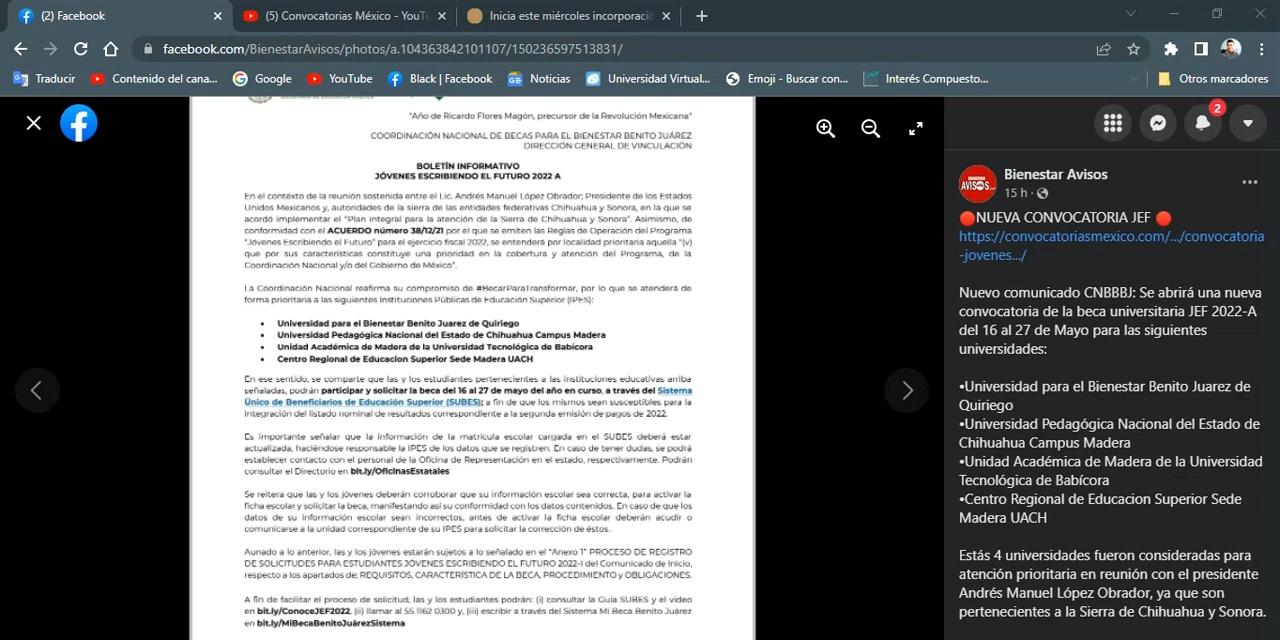 (2) Facebook
(5) Convocatorias México - YouTu
Inicia este miércoles incorporació
facebook.com/BienestarAvisos/photos/a.104363842101107/150236597513831/
Traducir
Contenido del cana...
Google
YouTube
Black | Facebook
Noticias
Universidad Virtual...
Emoji - Buscar con...
Interés Compuesto...
Otros marcadores
"Año de Ricardo Flores Magón, precursor de la Revolución Mexicana"
COORDINACIÓN NACIONAL DE BECAS PARA EL BIENESTAR BENITO JUÁREZ
DIRECCIÓN GENERAL DE VINCULACIÓN
BOLETÍN INFORMATIVO
JÓVENES ESCRIBIENDO EL FUTURO 2022 A
En el contexto de la reunión sostenida entre el Lic. Andrés Manuel López Obrador; Presidente de los Estados
Unidos Mexicanos y, autoridades de la sierra de las entidades federativas Chihuahua y Sonora, en la que se
acordó implementar el "Plan integral para la atención de la Sierra de Chihuahua y Sonora". Asimismo, de
conformidad con el ACUERDO número 38/12/21 por el que se emiten las Reglas de Operación del Programa
"Jóvenes Escribiendo el Futuro" para el ejercicio fiscal 2022, se entenderá por localidad prioritaria aquella "(v)
que por sus características constituye una prioridad en la cobertura y atención del Programa, de la
Coordinación Nacional y/o del Gobierno de México".
La Coordinación Nacional reafirma su compromiso de #BecarParaTransformar, por lo que se atenderá de
forma prioritaria a las siguientes Instituciones Públicas de Educación Superior (IPES):
• Universidad para el Bienestar Benito Juarez de Quiriego
• Universidad Pedagógica Nacional del Estado de Chihuahua Campus Madera
• Unidad Académica de Madera de la Universidad Tecnológica de Babícora
• Centro Regional de Educacion Superior Sede Madera UACH
En ese sentido, se comparte que las y los estudiantes pertenecientes a las instituciones educativas arriba
señaladas, podrán participar y solicitar la beca del 16 al 27 de mayo del año en curso, a través del Sistema
Único de Beneficiarios de Educación Superior (SUBES); a fin de que los mismos sean susceptibles para la
integración del listado nominal de resultados correspondiente a la segunda emisión de pagos de 2022.
Es importante señalar que la información de la matrícula escolar cargada en el SUBES deberá estar
actualizada, haciéndose responsable la IPES de los datos que se registren. En caso de tener dudas, se podrá
establecer contacto con el personal de la Oficina de Representación en el estado, respectivamente. Podrán
consultar el Directorio en bit.ly/OficinasEstatales
Se reitera que las y los jóvenes deberán corroborar que su información escolar sea correcta, para activar la
ficha escolar y solicitar la beca, manifestando así su conformidad con los datos contenidos. En caso de que los
datos de su información escolar sean incorrectos, antes de activar la ficha escolar deberán acudir o
comunicarse a la unidad correspondiente de su IPES para solicitar la corrección de éstos.
Aunado a lo anterior, las y los jóvenes estarán sujetos a lo señalado en el "Anexo 1" PROCESO DE REGISTRO
DE SOLICITUDES PARA ESTUDIANTES JÓVENES ESCRIBIENDO EL FUTURO 2022-I del Comunicado de Inicio,
respecto a los apartados de; REQUISITOS, CARACTERÍSTICA DE LA BECA, PROCEDIMIENTO y OBLIGACIONES.
A fin de facilitar el proceso de solicitud, las y los estudiantes podrán: (i) consultar la Guía SUBES y el video
en bit.ly/ConoceJEF2022, (ii) llamar al 55 1162 0300 y, (iii) escribir a través del Sistema Mi Beca Benito Juárez
en bit.ly/MiBecaBenitoJuárezSistema
2
BIENESTAR
AVISOS
Bienestar Avisos
15 h ·
🔴NUEVA CONVOCATORIA JEF 🔴
https://convocatoriasmexico.com/.../convocatoria
-jovenes.../
Nuevo comunicado CNBBBJ: Se abrirá una nueva
convocatoria de la beca universitaria JEF 2022-A
del 16 al 27 de Mayo para las siguientes
universidades:
•Universidad para el Bienestar Benito Juarez de
Quiriego
•Universidad Pedagógica Nacional del Estado de
Chihuahua Campus Madera
•Unidad Académica de Madera de la Universidad
Tecnológica de Babícora
•Centro Regional de Educacion Superior Sede
Madera UACH
Estás 4 universidades fueron consideradas para
atención prioritaria en reunión con el presidente
Andrés Manuel López Obrador, ya que son
pertenecientes a la Sierra de Chihuahua y Sonora.